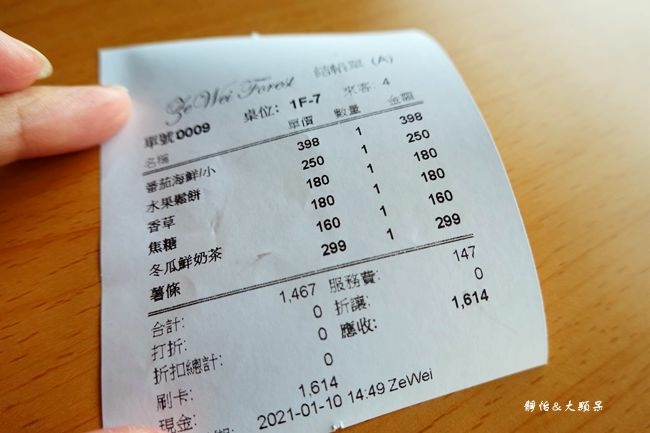 ZeWei Forest 結帳單 (A)
單號0009 桌位: 1F-7 來客: 4
名稱 單價 數量 金額
番茄海鮮/小 398 1 398
水果鬆餅 250 1 250
香草 180 1 180
焦糖 180 1 180
冬瓜鮮奶茶 160 1 160
薯條 299 1 299
合計: 1,467 服務費: 147
打折: 0 折讓: 0
折扣總計: 0 應收: 1,614
刷卡: 0
現金: 1,614
2021-01-10 14:49 ZeWei
靜怡&大顆呆